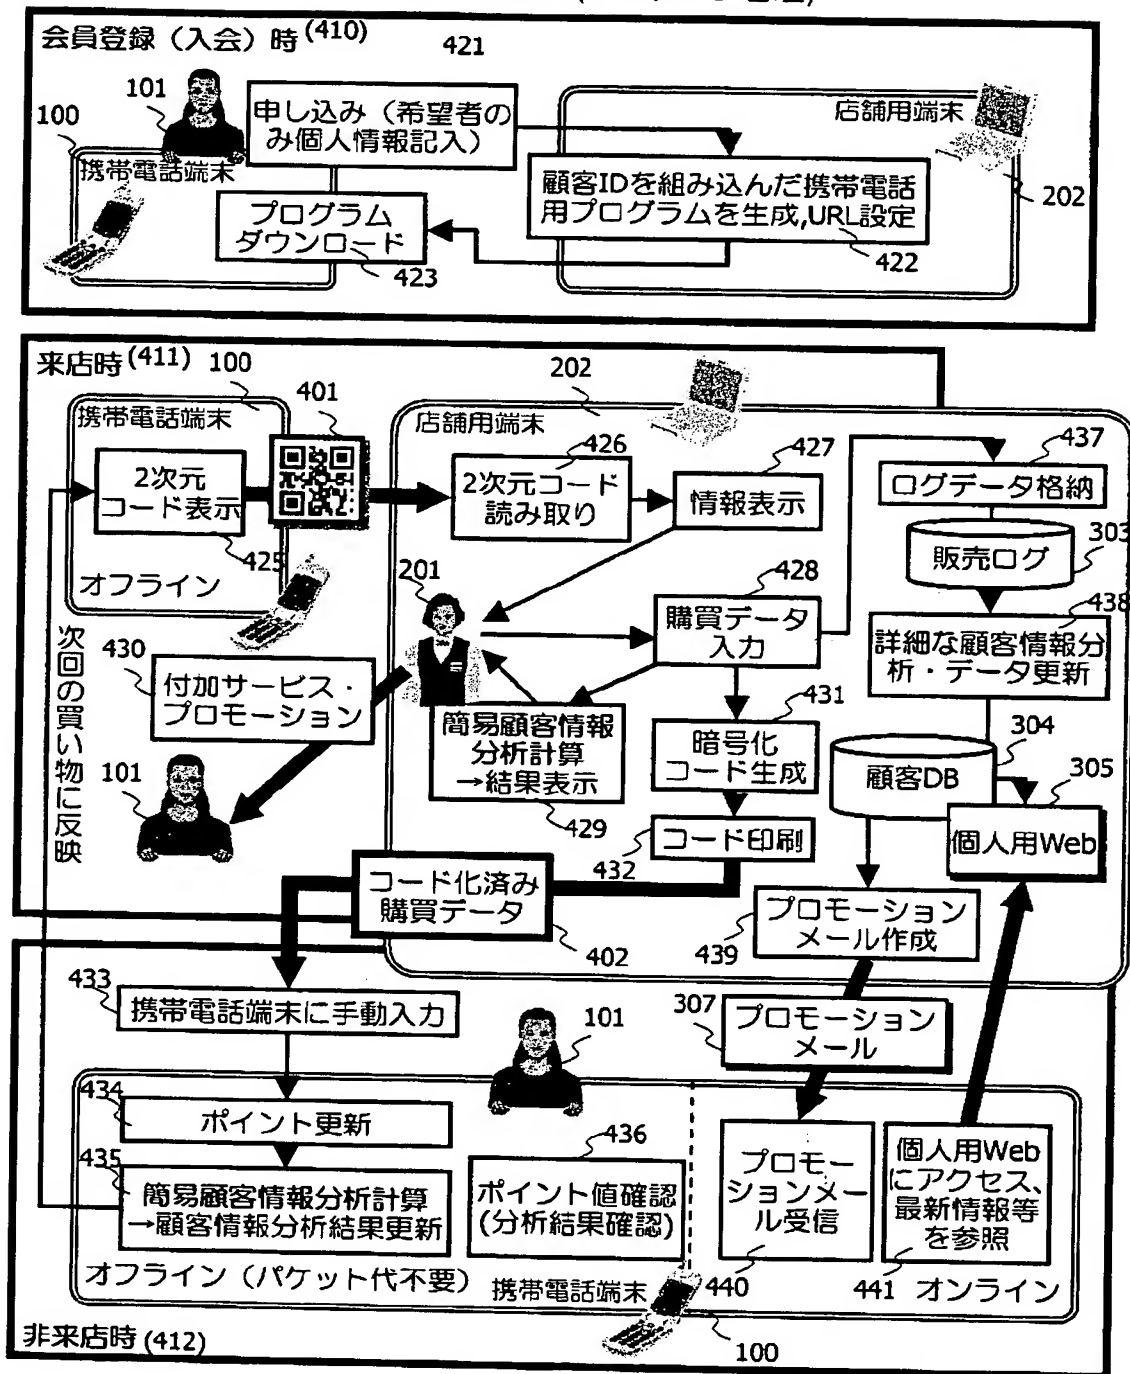 会員登録（入会）時(410)
421
101
100
申し込み（希望者の
み個人情報記入）
店舗用端末
携帯電話端末
顧客IDを組み込んだ携帯電話
用プログラムを生成,URL設定
202
プログラム
ダウンロード
423
422
来店時(411)
100
401
202
携帯電話端末
店舗用端末
426
427
437
2次元
コード表示
2次元コード
読み取り
情報表示
ログデータ格納
425
オフライン
201
428
303
販売ログ
購買データ
入力
438
詳細な顧客情報分
析・データ更新
次回の買い物に反映
430
付加サービス・
プロモーション
簡易顧客情報
分析計算
→結果表示
429
431
暗号化
コード生成
304
顧客DB
305
101
コード印刷
432
個人用Web
コード化済み
購買データ
402
プロモーション
メール作成
439
433
携帯電話端末に手動入力
101
307
プロモーション
メール
434
ポイント更新
436
435
簡易顧客情報分析計算
→顧客情報分析結果更新
ポイント値確認
(分析結果確認)
プロモー
ションメー
ル受信
個人用Web
にアクセス、
最新情報等
を参照
オフライン（パケット代不要）
携帯電話端末
440
441
オンライン
非来店時(412)
100